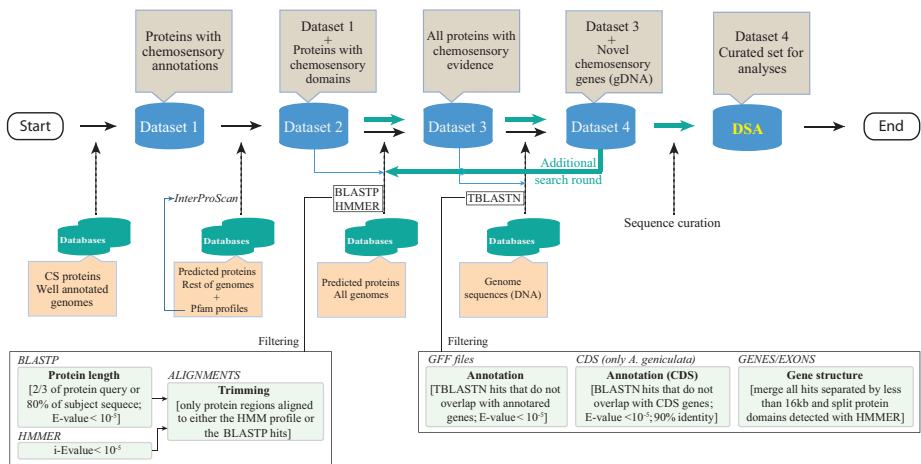 Proteins with
chemosensory
annotations
Dataset 1
+
Proteins with
chemosensory
domains
All proteins with
chemosensory
evidence
Dataset 3
+
Novel
chemosensory
genes (gDNA)
Dataset 4
Curated set for
analyses
Start
Dataset 1
Dataset 2
Dataset 3
Dataset 4
DSA
End
Additional
search round
InterProScan
BLASTP
HMMER
TBLASTN
Sequence curation
Databases
Databases
Databases
Databases
CS proteins
Well annotated
genomes
Predicted proteins
Rest of genomes
+
Pfam profiles
Predicted proteins
All genomes
Genome
sequences (DNA)
Filtering
Filtering
BLASTP
Protein length
[2/3 of protein query or
80% of subject sequece;
E-value< 10⁻⁵]
HMMER
i-Evalue< 10⁻⁵
ALIGNMENTS
Trimming
[only protein regions aligned
to either the HMM profile or
the BLASTP hits]
GFF files
Annotation
[TBLASTN hits that do not
overlap with annotared
genes; E-value< 10⁻⁵]
CDS (only A. geniculata)
Annotation (CDS)
[BLASTN hits that do not
overlap with CDS genes;
E-value <10⁻⁵; 90% identity]
GENES/EXONS
Gene structure
[merge all hits separated by less
than 16kb and split protein
domains detected with HMMER]